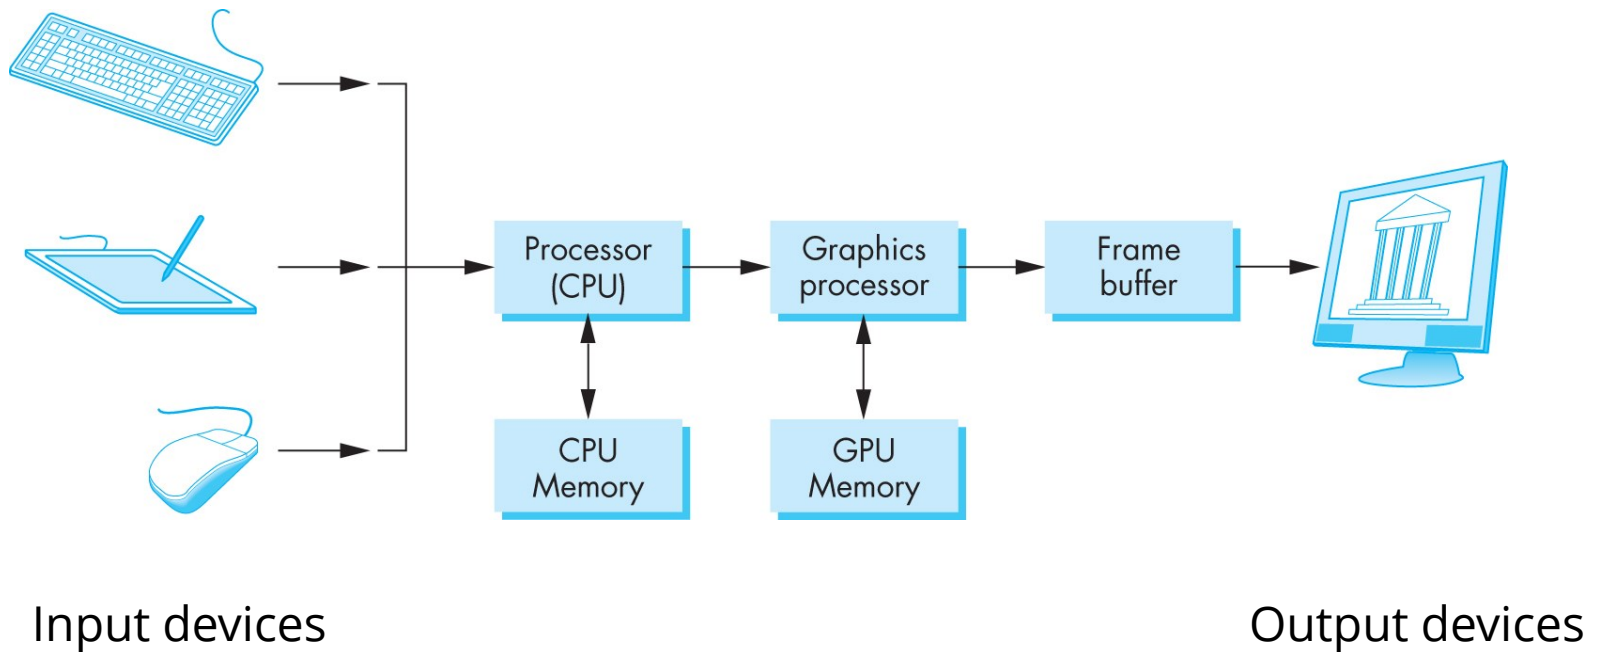 Processor
(CPU)
Graphics
processor
Frame
buffer
CPU
Memory
GPU
Memory
Input devices
Output devices